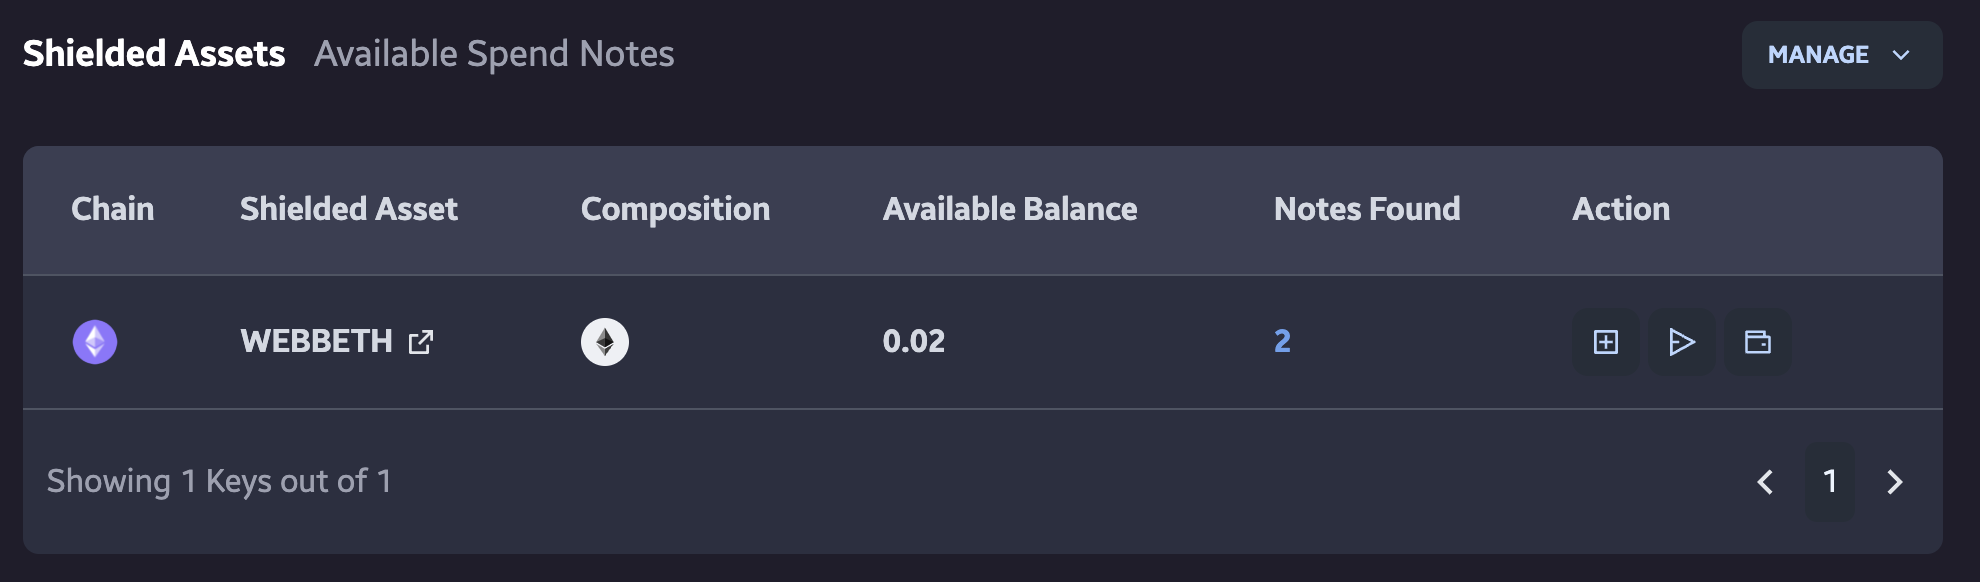 Shielded Assets Available Spend Notes MANAGE
Chain Shielded Asset Composition Available Balance Notes Found Action
WEBBETH 0.02 2
Showing 1 Keys out of 1 1